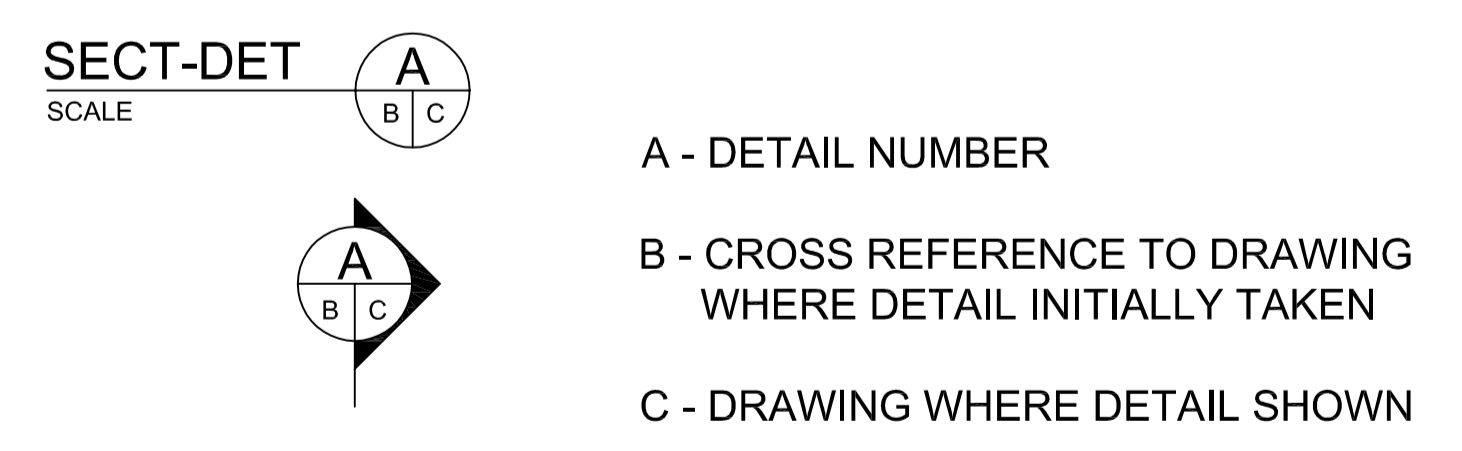 SECT-DET
SCALE
A
B C
A
B C
A - DETAIL NUMBER
B - CROSS REFERENCE TO DRAWING
WHERE DETAIL INITIALLY TAKEN
C - DRAWING WHERE DETAIL SHOWN